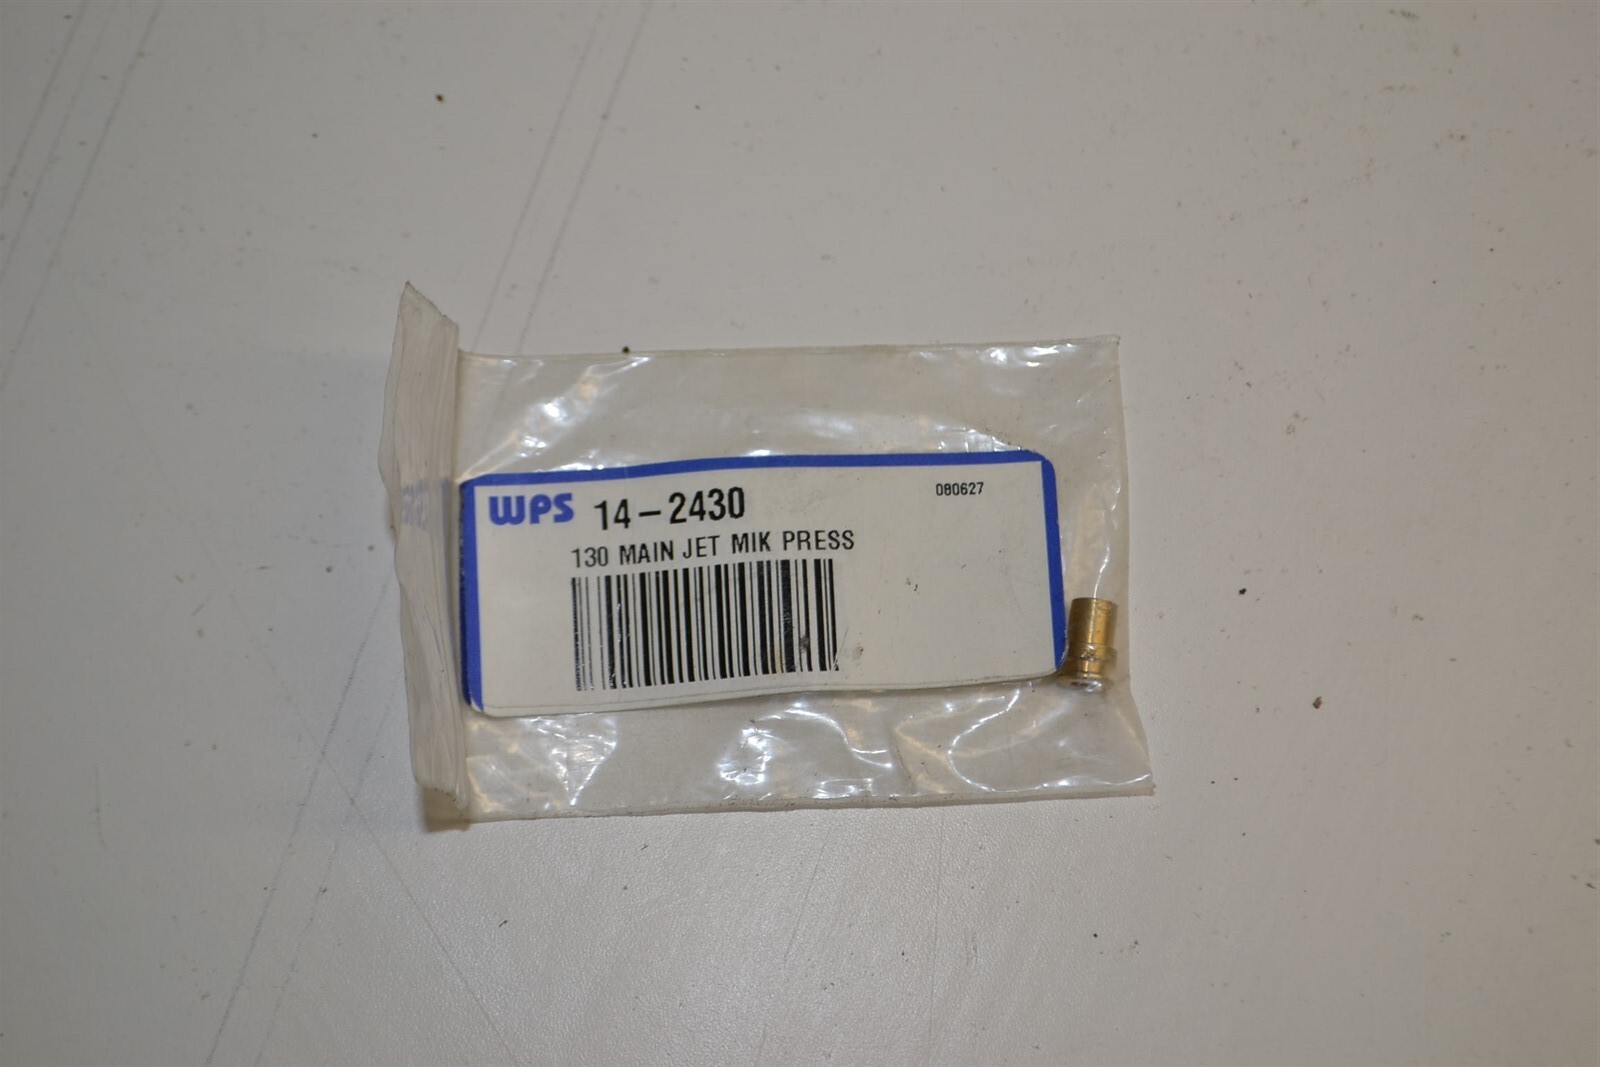 WPS 14-2430 080627
130 MAIN JET MIK PRESS